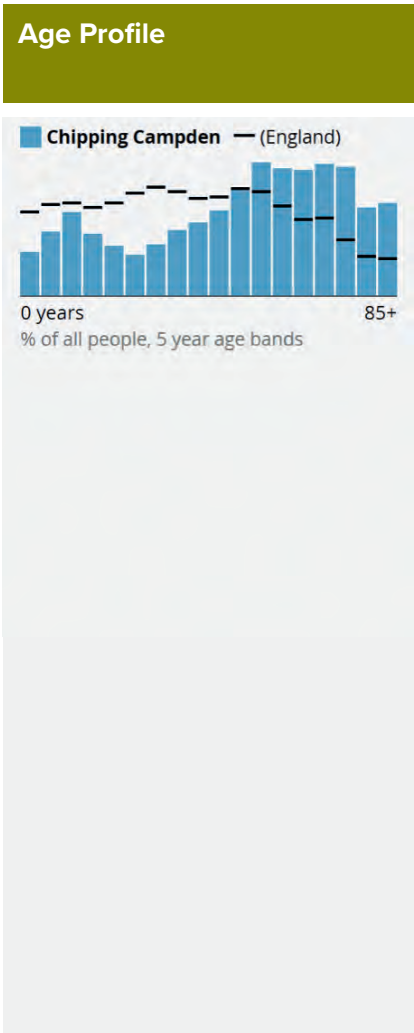 Age Profile
Chipping Campden — (England)
0 years 85+
% of all people, 5 year age bands